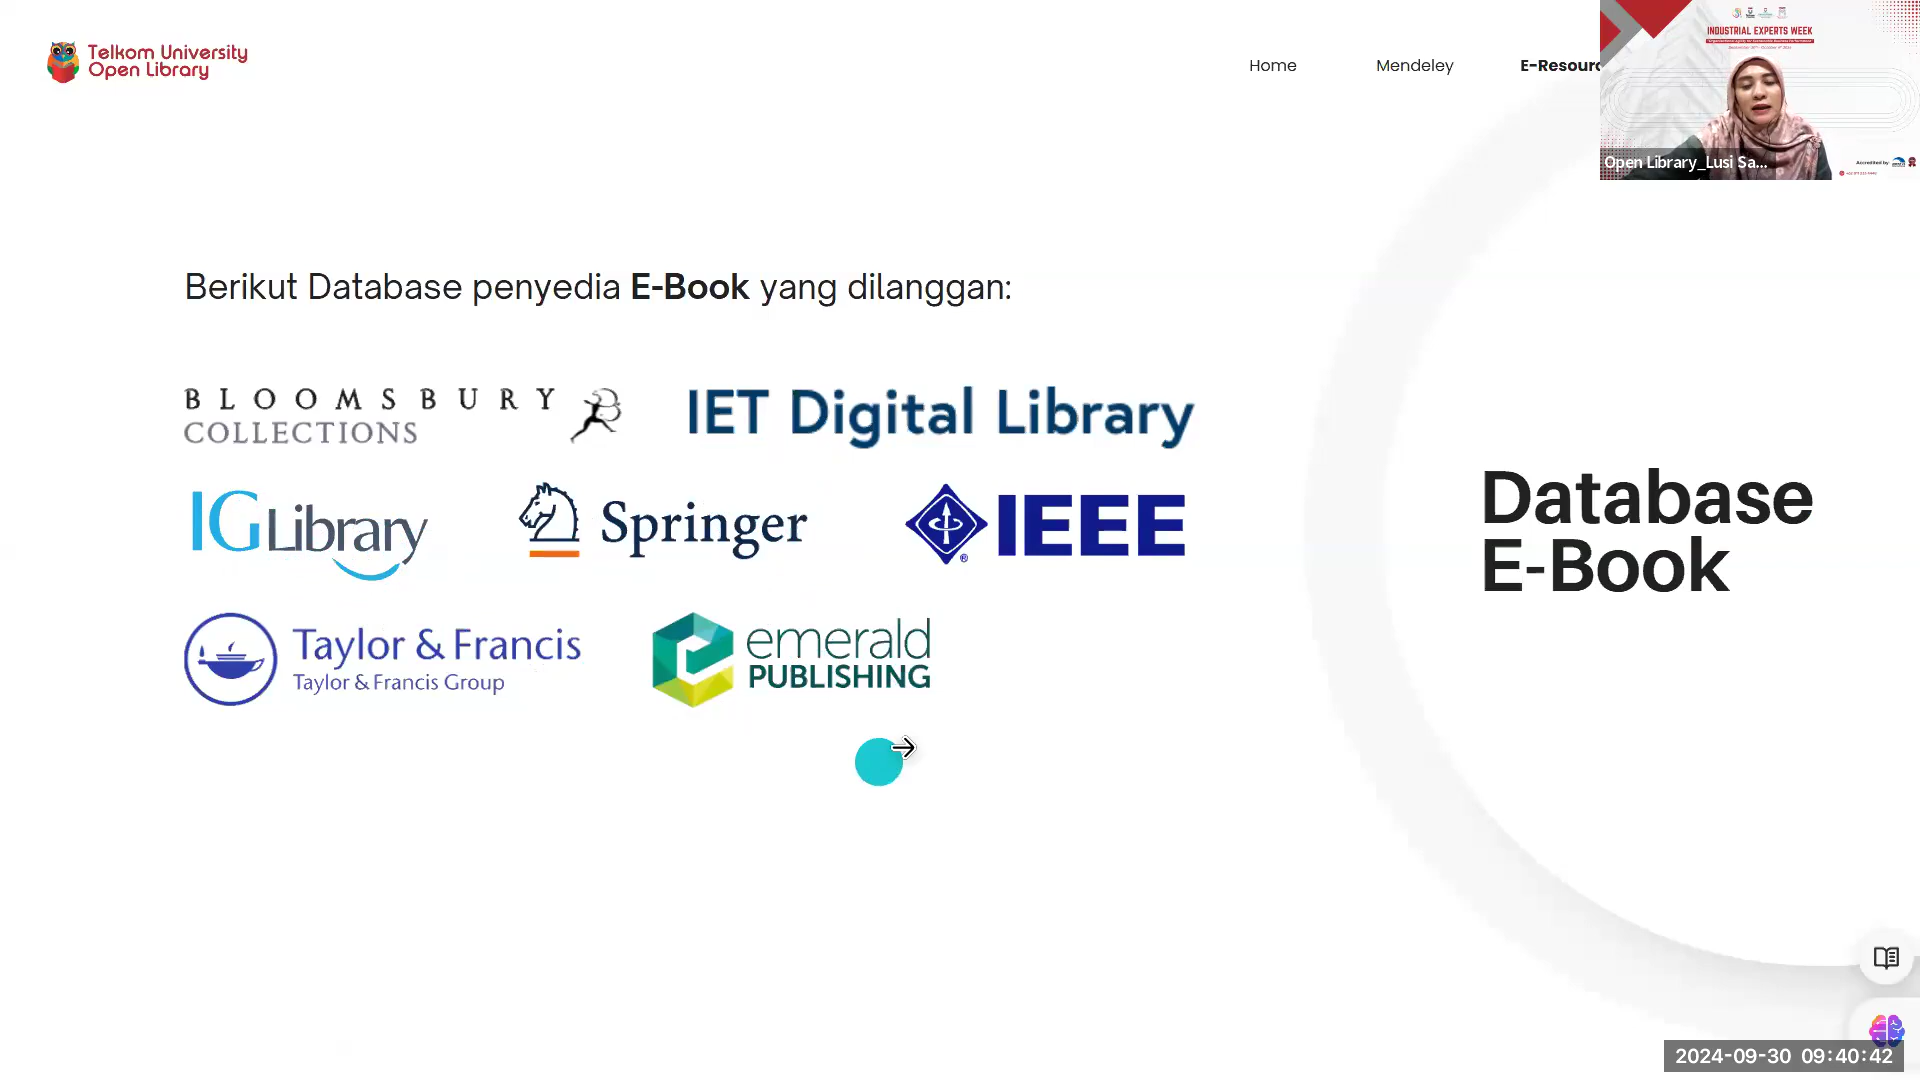 Telkom University
Open Library
Home
Mendeley
E-Resourc
INDUSTRIAL EXPERTS WEEK
Open Library_Lusi Sa...
Accredited by
Berikut Database penyedia E-Book yang dilanggan:
BLOOMSBURY
COLLECTIONS
IET Digital Library
IGLibrary
Springer
IEEE
Taylor & Francis
Taylor & Francis Group
emerald
PUBLISHING
Database
E-Book
2024-09-30 09:40:42